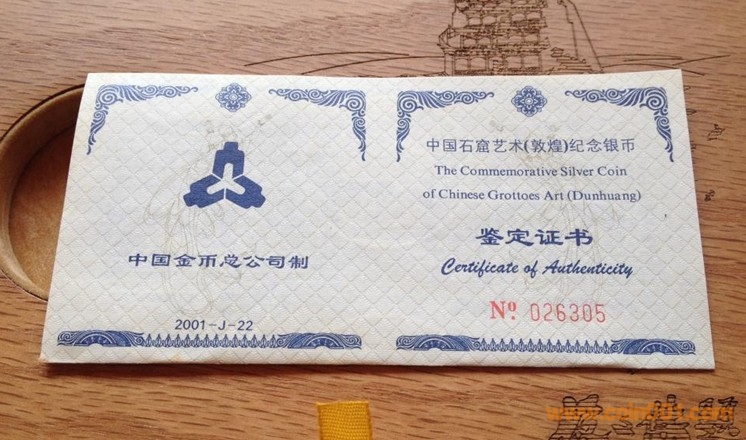 中国金币总公司制
2001-J-22
中国石窟艺术(敦煌)纪念银币
The Commemorative Silver Coin
of Chinese Grottoes Art (Dunhuang)
鉴定证书
Certificate of Authenticity
Nº 026305